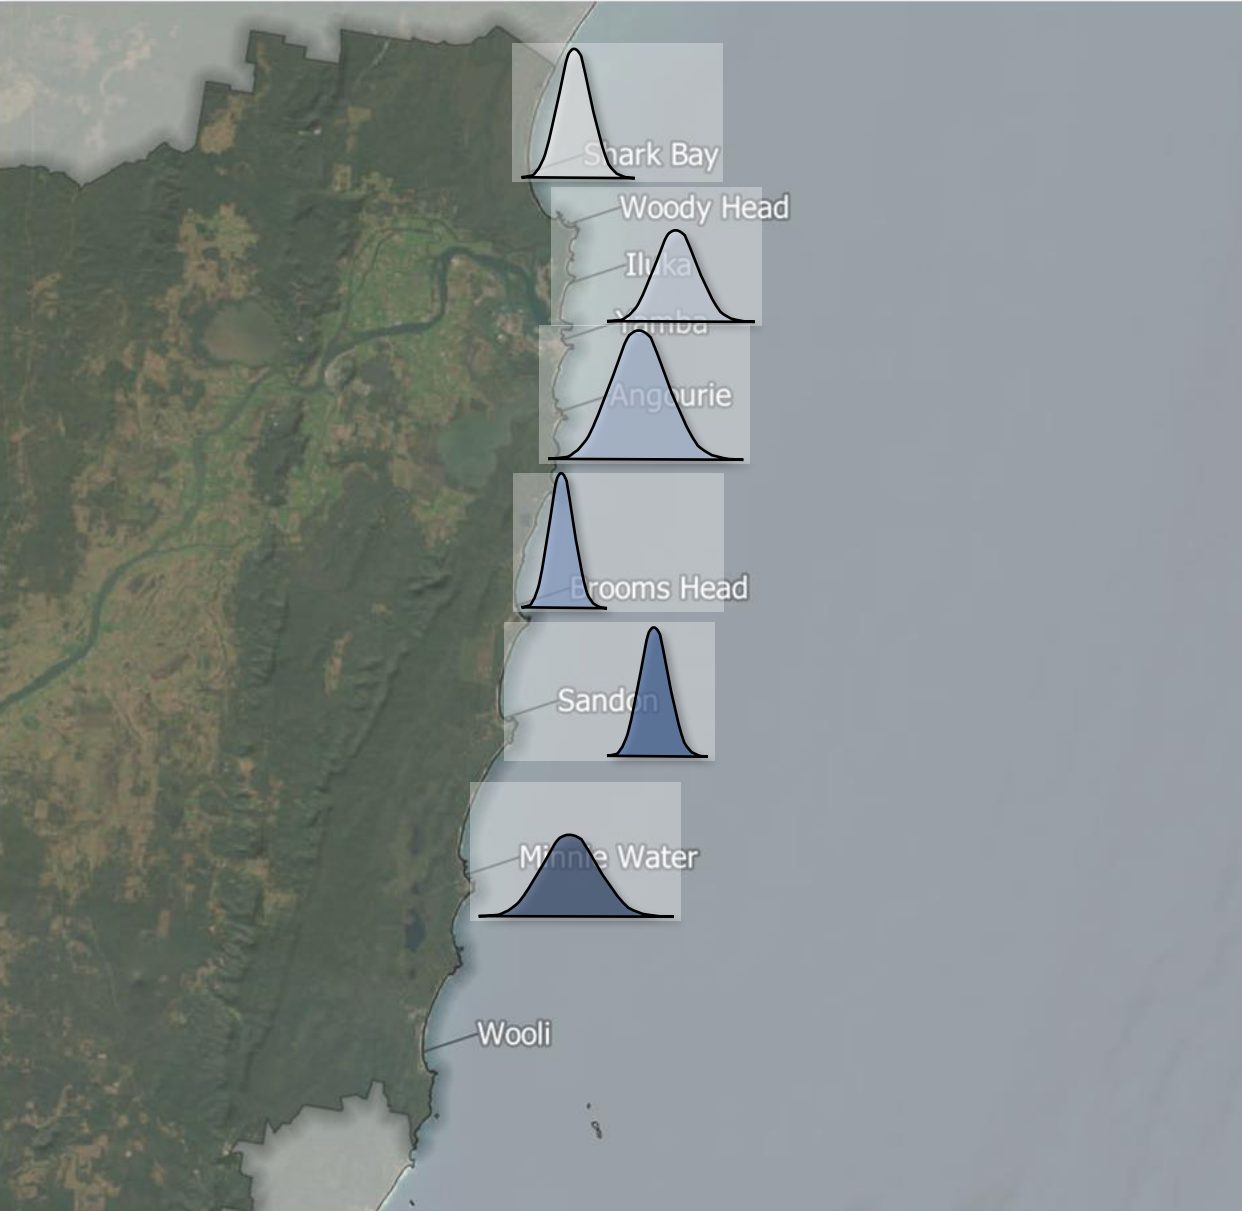 Shark Bay
Woody Head
Iluka
Yamba
Angourie
Brooms Head
Sandon
Minnie Water
Wooli